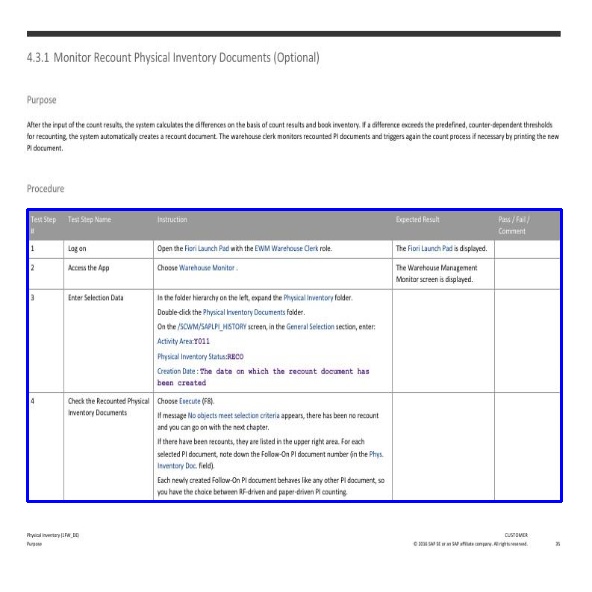 4.3.1 Monitor Recount Physical Inventory Documents (Optional)
Purpose
After the input of the count results, the system calculates the differences on the basis of count results and book inventory. If a difference exceeds the predefined, counter-dependent thresholds
for recounting, the system automatically creates a recount document. The warehouse clerk monitors recounted PI documents and triggers again the count process if necessary by printing the new
PI document.
Procedure
Test Step # Test Step Name Instruction Expected Result Pass / Fail / Comment
1 Log on Open the Fiori Launch Pad with the EWM Warehouse Clerk role. The Fiori Launch Pad is displayed.
2 Access the App Choose Warehouse Monitor . The Warehouse Management
Monitor screen is displayed.
3 Enter Selection Data In the folder hierarchy on the left, expand the Physical Inventory folder.
Double-click the Physical Inventory Documents folder.
On the /SCWM/SAPLPI_HISTORY screen, in the General Selection section, enter:
Activity Area:Y011
Physical Inventory Status:RECO
Creation Date : The date on which the recount document has
been created
4 Check the Recounted Physical
Inventory Documents
Choose Execute (F8).
If message No objects meet selection criteria appears, there has been no recount
and you can go on with the next chapter.
If there have been recounts, they are listed in the upper right area. For each
selected PI document, note down the Follow-On PI document number (in the Phys.
Inventory Doc. field).
Each newly created Follow-On PI document behaves like any other PI document, so
you have the choice between RF-driven and paper-driven PI counting.
Physical Inventory (1FW_DE) CUSTOMER
Purpose © 2016 SAP SE or an SAP affiliate company. All rights reserved. 35